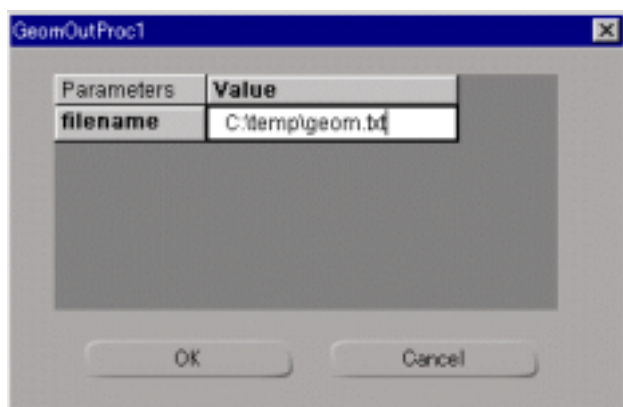 GeomOutProc1
Parameters Value
filename C:\temp\geom.txt
OK Cancel